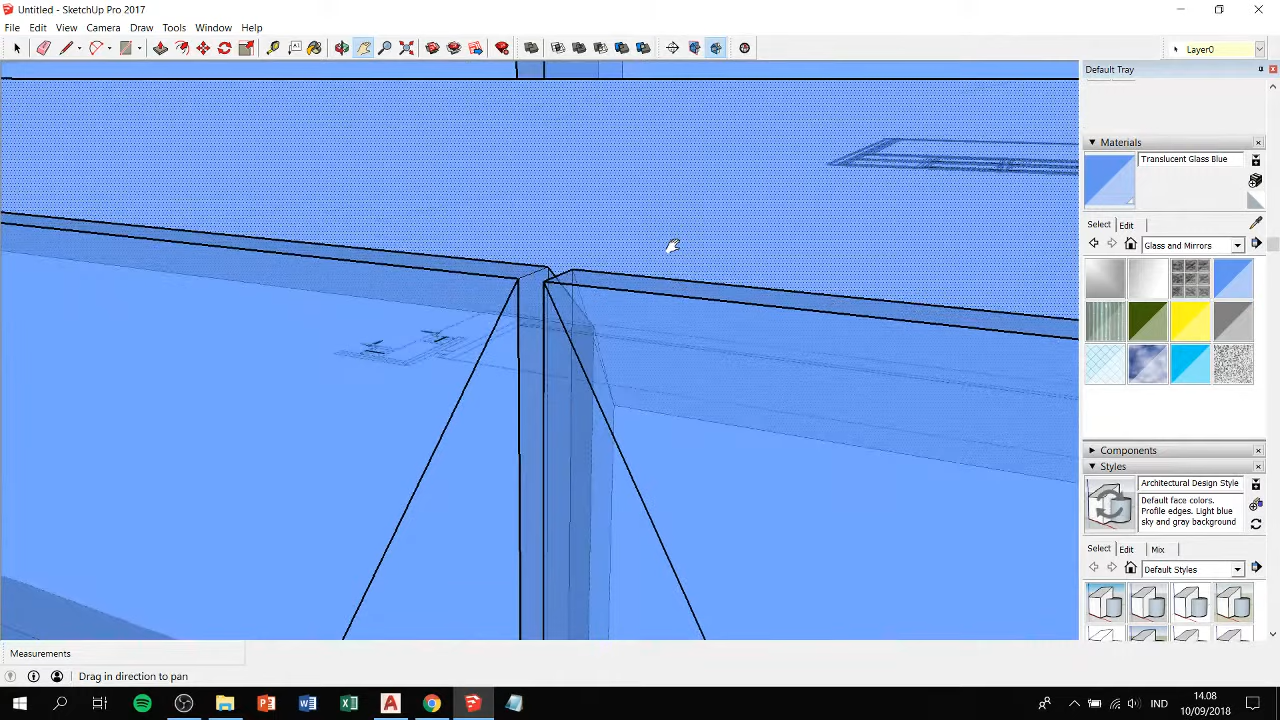 Untitled - SketchUp Pro 2017
File Edit View Camera Draw Tools Window Help
Layer0
Default Tray
Materials
Translucent Glass Blue
Select Edit
Glass and Mirrors
Components
Styles
Architectural Design Style
Default face colors.
Profile edges. Light blue
sky and gray background
Select Edit Mix
Default Styles
Measurements
Drag in direction to pan
IND
14.08
10/09/2018